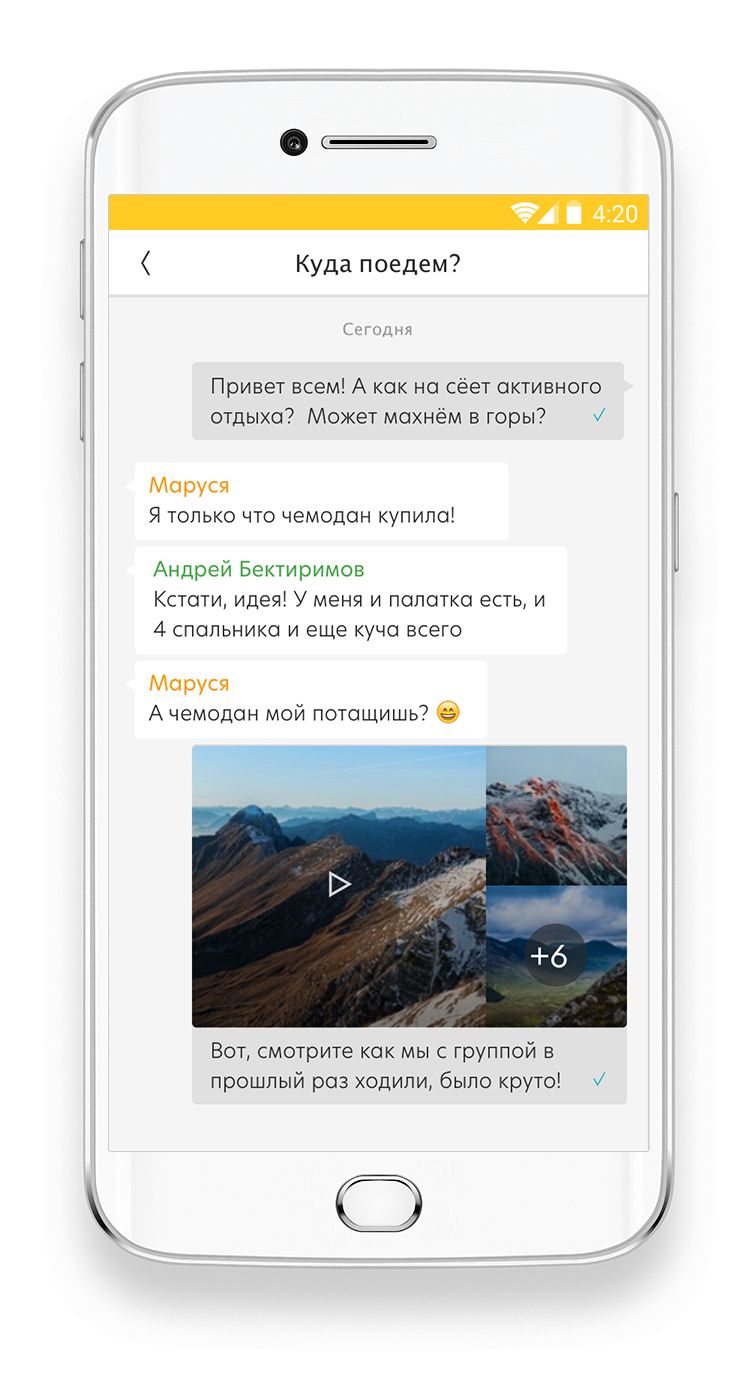 4:20
Куда поедем?
Сегодня
Привет всем! А как на сёет активного
отдыха? Может махнём в горы?
Маруся
Я только что чемодан купила!
Андрей Бектиримов
Кстати, идея! У меня и палатка есть, и
4 спальника и еще куча всего
Маруся
А чемодан мой потащишь? 😄
+6
Вот, смотрите как мы с группой в
прошлый раз ходили, было круто!